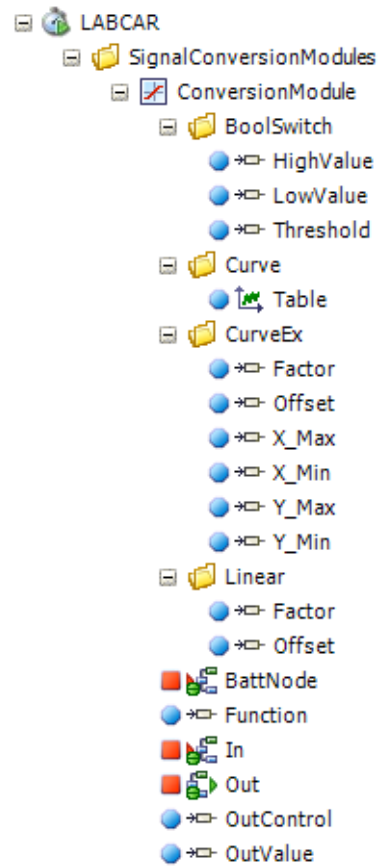 LABCAR
SignalConversionModules
ConversionModule
BoolSwitch
HighValue
LowValue
Threshold
Curve
Table
CurveEx
Factor
Offset
X_Max
X_Min
Y_Max
Y_Min
Linear
Factor
Offset
BattNode
Function
In
Out
OutControl
OutValue